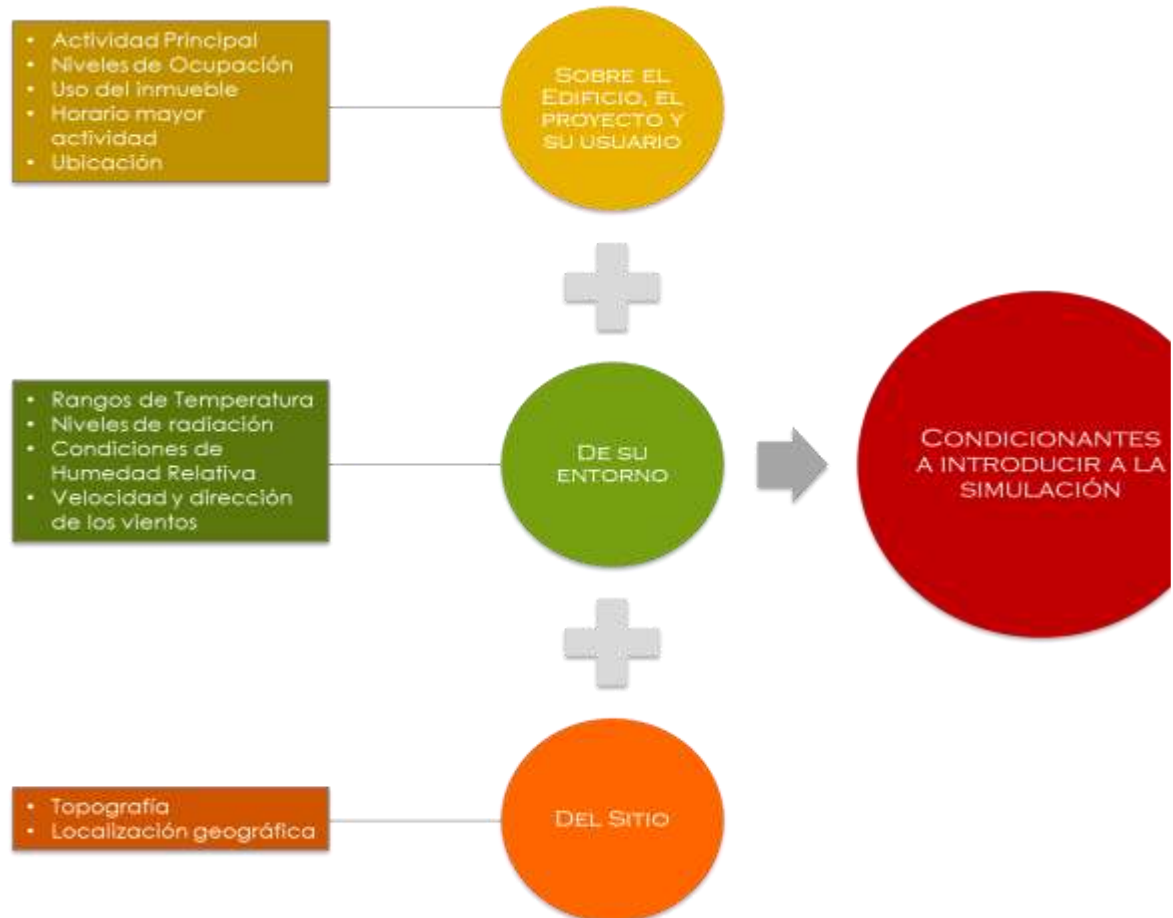 • Actividad Principal
• Niveles de Ocupación
• Uso del inmueble
• Horario mayor
actividad
• Ubicación
SOBRE EL
EDIFICIO, EL
PROYECTO Y
SU USUARIO
• Rangos de Temperatura
• Niveles de radiación
• Condiciones de
Humedad Relativa
• Velocidad y dirección
de los vientos
DE SU
ENTORNO
CONDICIONANTES
A INTRODUCIR A LA
SIMULACIÓN
• Topografía
• Localización geográfica
DEL SITIO